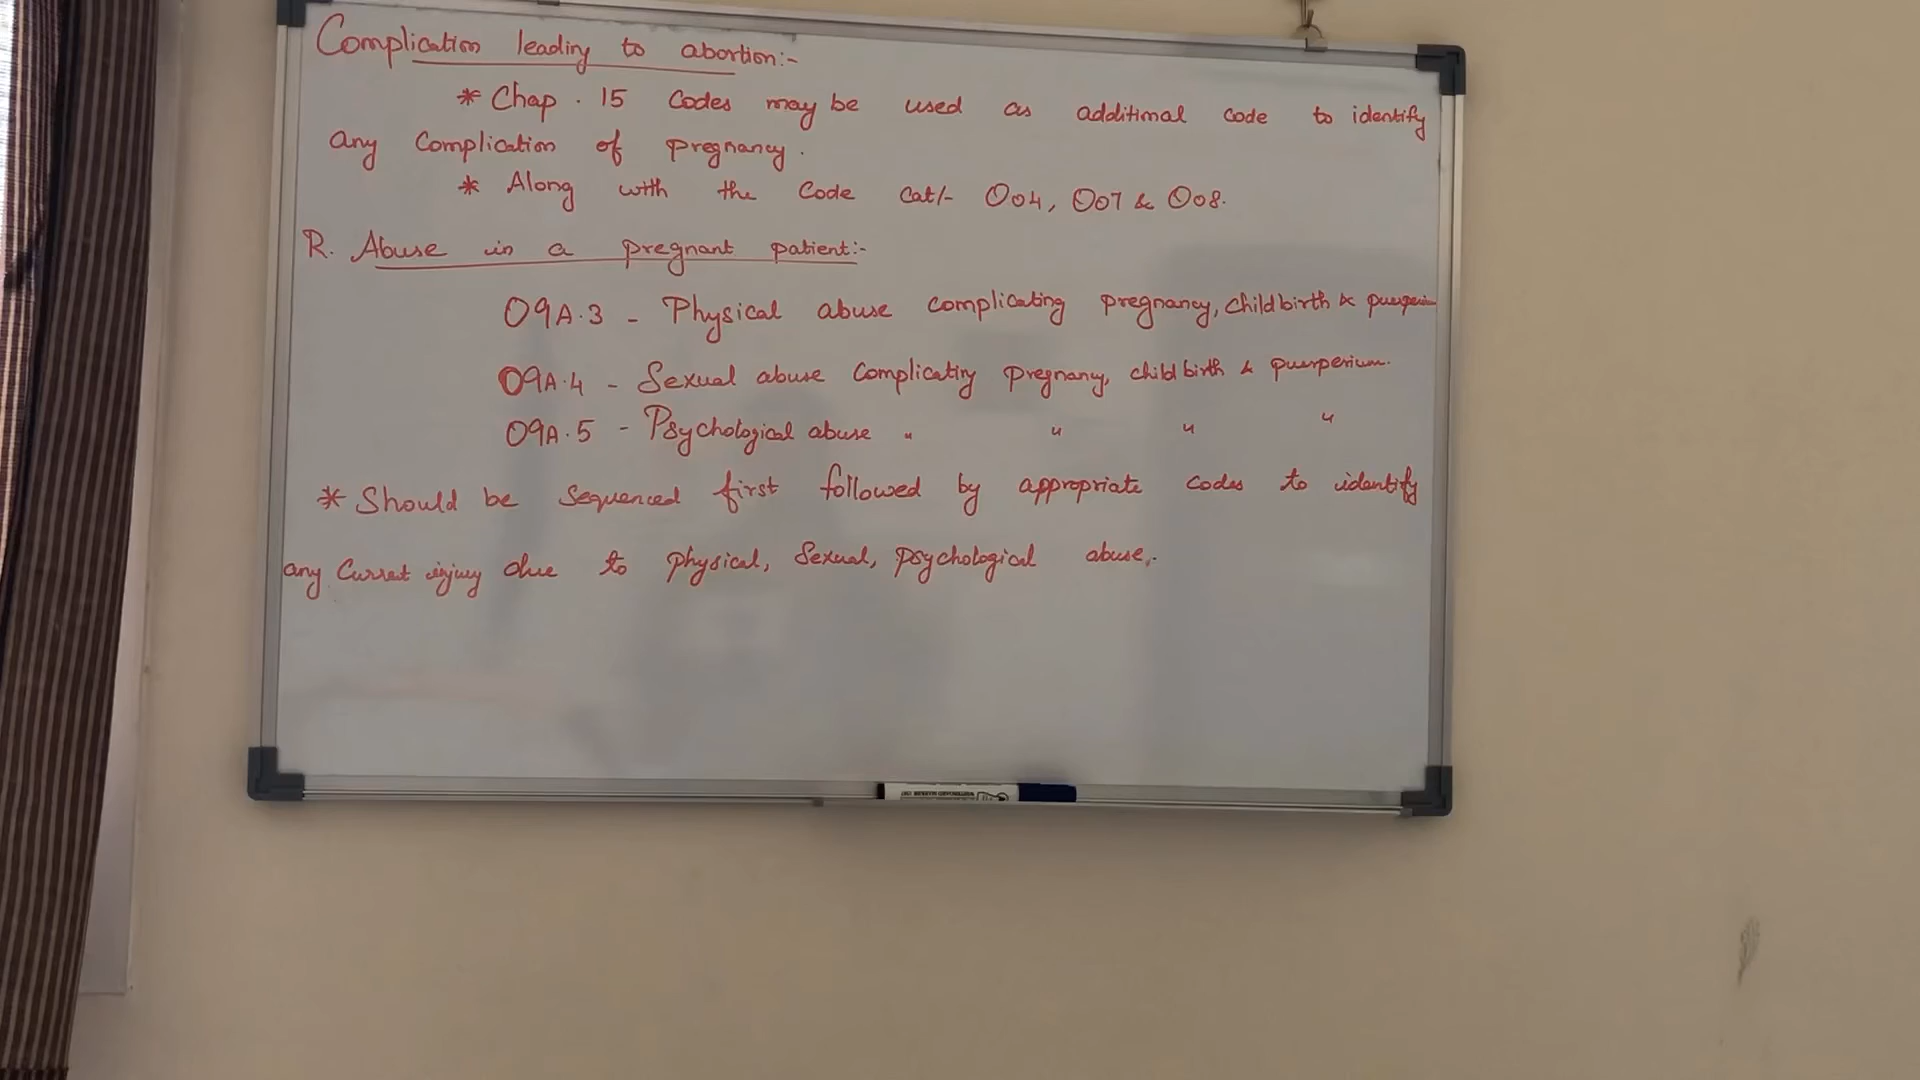 Complication leading to abortion:-
* Chap. 15 Codes may be used as additional code to identify
any Complication of pregnancy.
* Along with the Code Cat/- O04, O07 & O08.
R. Abuse in a pregnant patient:-
O9A.3 - Physical abuse complicating pregnancy, childbirth & puerperium
O9A.4 - Sexual abuse complicating pregnancy, childbirth & puerperium.
O9A.5 - Psychological abuse " " " "
* Should be sequenced first followed by appropriate codes to identify
any Current injury due to physical, Sexual, psychological abuse.